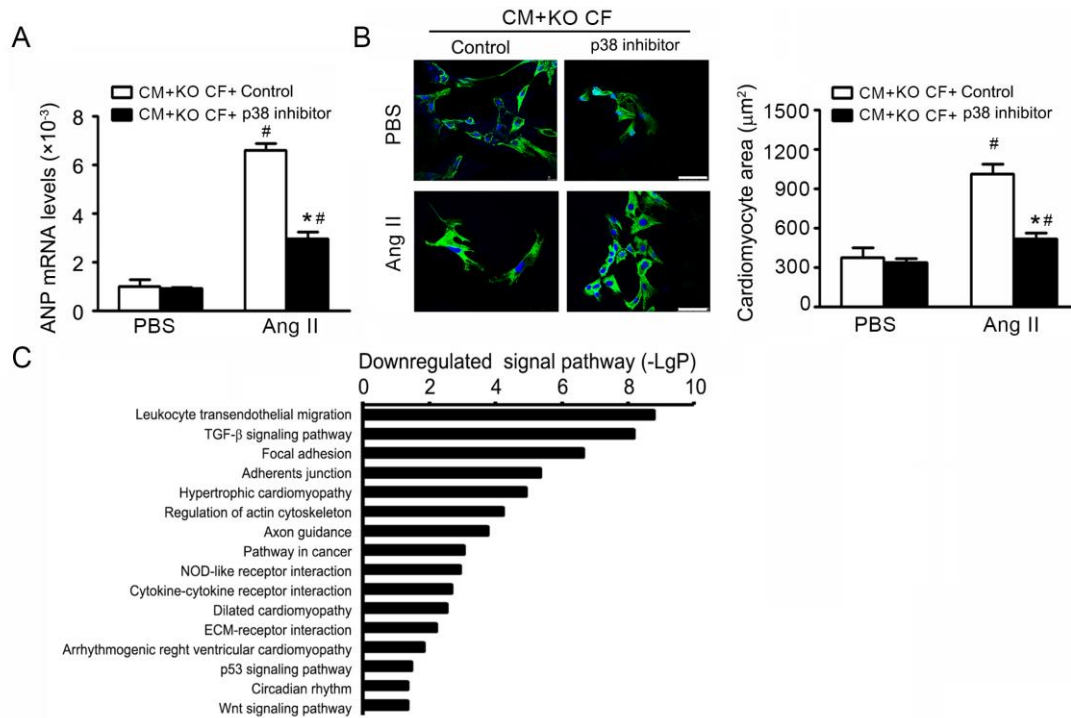 A
CM+KO CF+ Control
CM+KO CF+ p38 inhibitor
ANP mRNA levels (×10-3)
8
6
4
2
0
#
*#
PBS
Ang II
B
CM+KO CF
Control
p38 inhibitor
PBS
Ang II
CM+KO CF+ Control
CM+KO CF+ p38 inhibitor
Cardiomyocyte area (μm²)
1500
1200
900
600
300
0
#
*#
PBS
Ang II
C
Downregulated signal pathway (-LgP)
0 2 4 6 8 10
Leukocyte transendothelial migration
TGF-β signaling pathway
Focal adhesion
Adherents junction
Hypertrophic cardiomyopathy
Regulation of actin cytoskeleton
Axon guidance
Pathway in cancer
NOD-like receptor interaction
Cytokine-cytokine receptor interaction
Dilated cardiomyopathy
ECM-receptor interaction
Arrhythmogenic reght ventricular cardiomyopathy
p53 signaling pathway
Circadian rhythm
Wnt signaling pathway